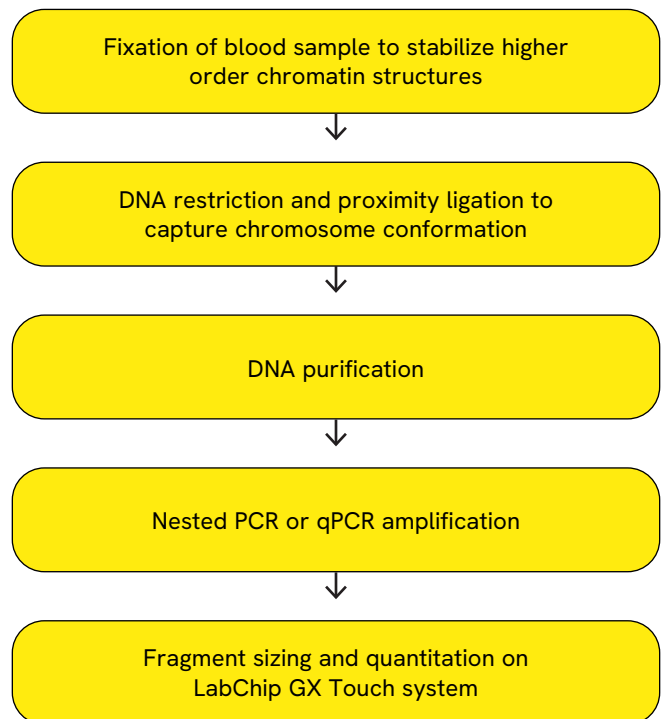 Fixation of blood sample to stabilize higher
order chromatin structures
DNA restriction and proximity ligation to
capture chromosome conformation
DNA purification
Nested PCR or qPCR amplification
Fragment sizing and quantitation on
LabChip GX Touch system